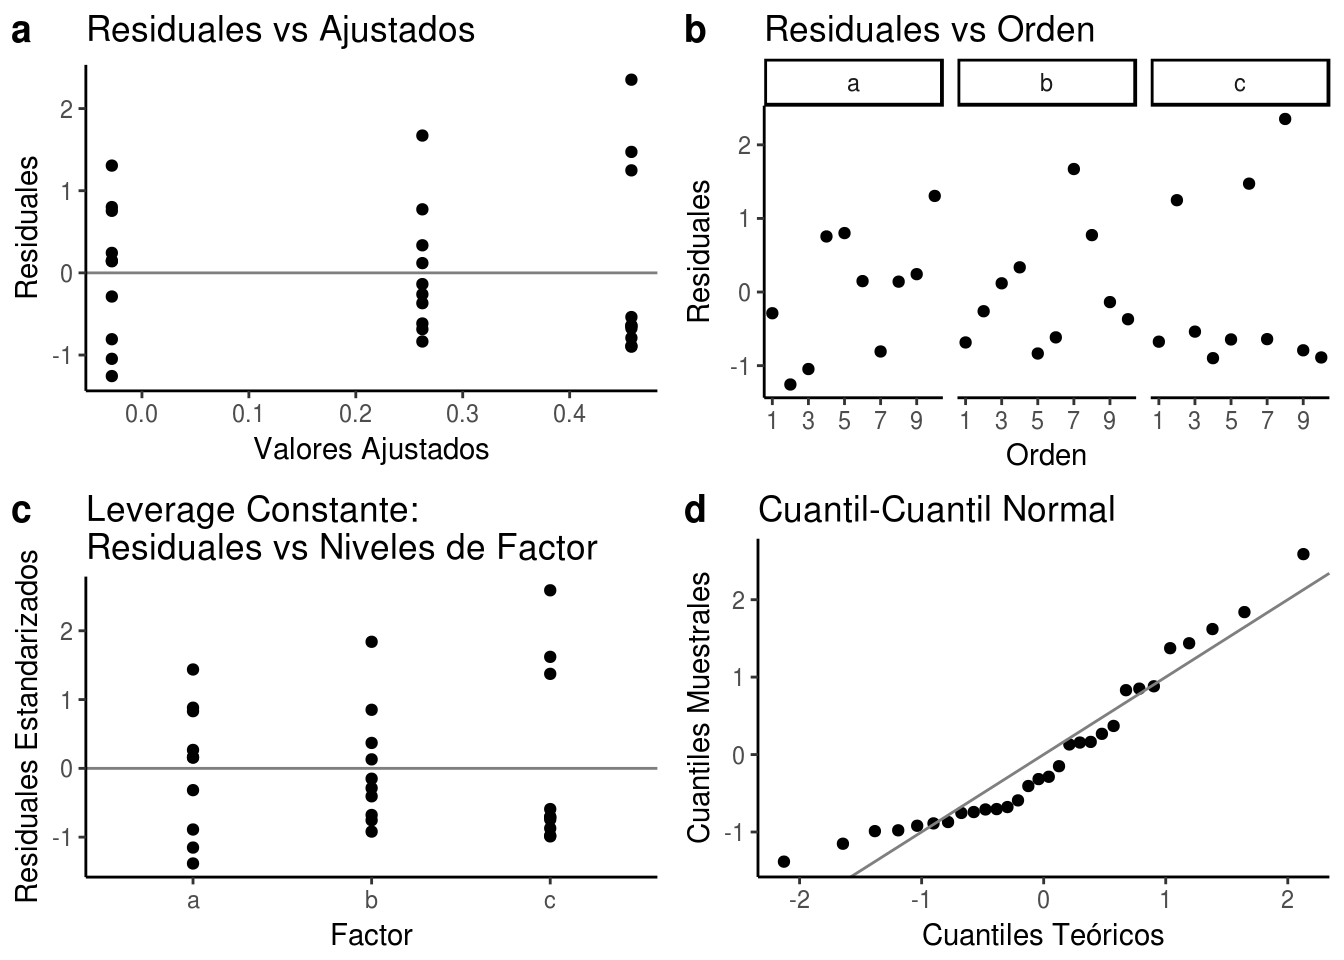 a Residuales vs Ajustados
Residuales
2
1
0
-1
0.0 0.1 0.2 0.3 0.4
Valores Ajustados
b Residuales vs Orden
a b c
Residuales
2
1
0
-1
1 3 5 7 9 1 3 5 7 9 1 3 5 7 9
Orden
c Leverage Constante:
Residuales vs Niveles de Factor
Residuales Estandarizados
2
1
0
-1
a b c
Factor
d Cuantil-Cuantil Normal
Cuantiles Muestrales
2
1
0
-1
-2 -1 0 1 2
Cuantiles Teóricos